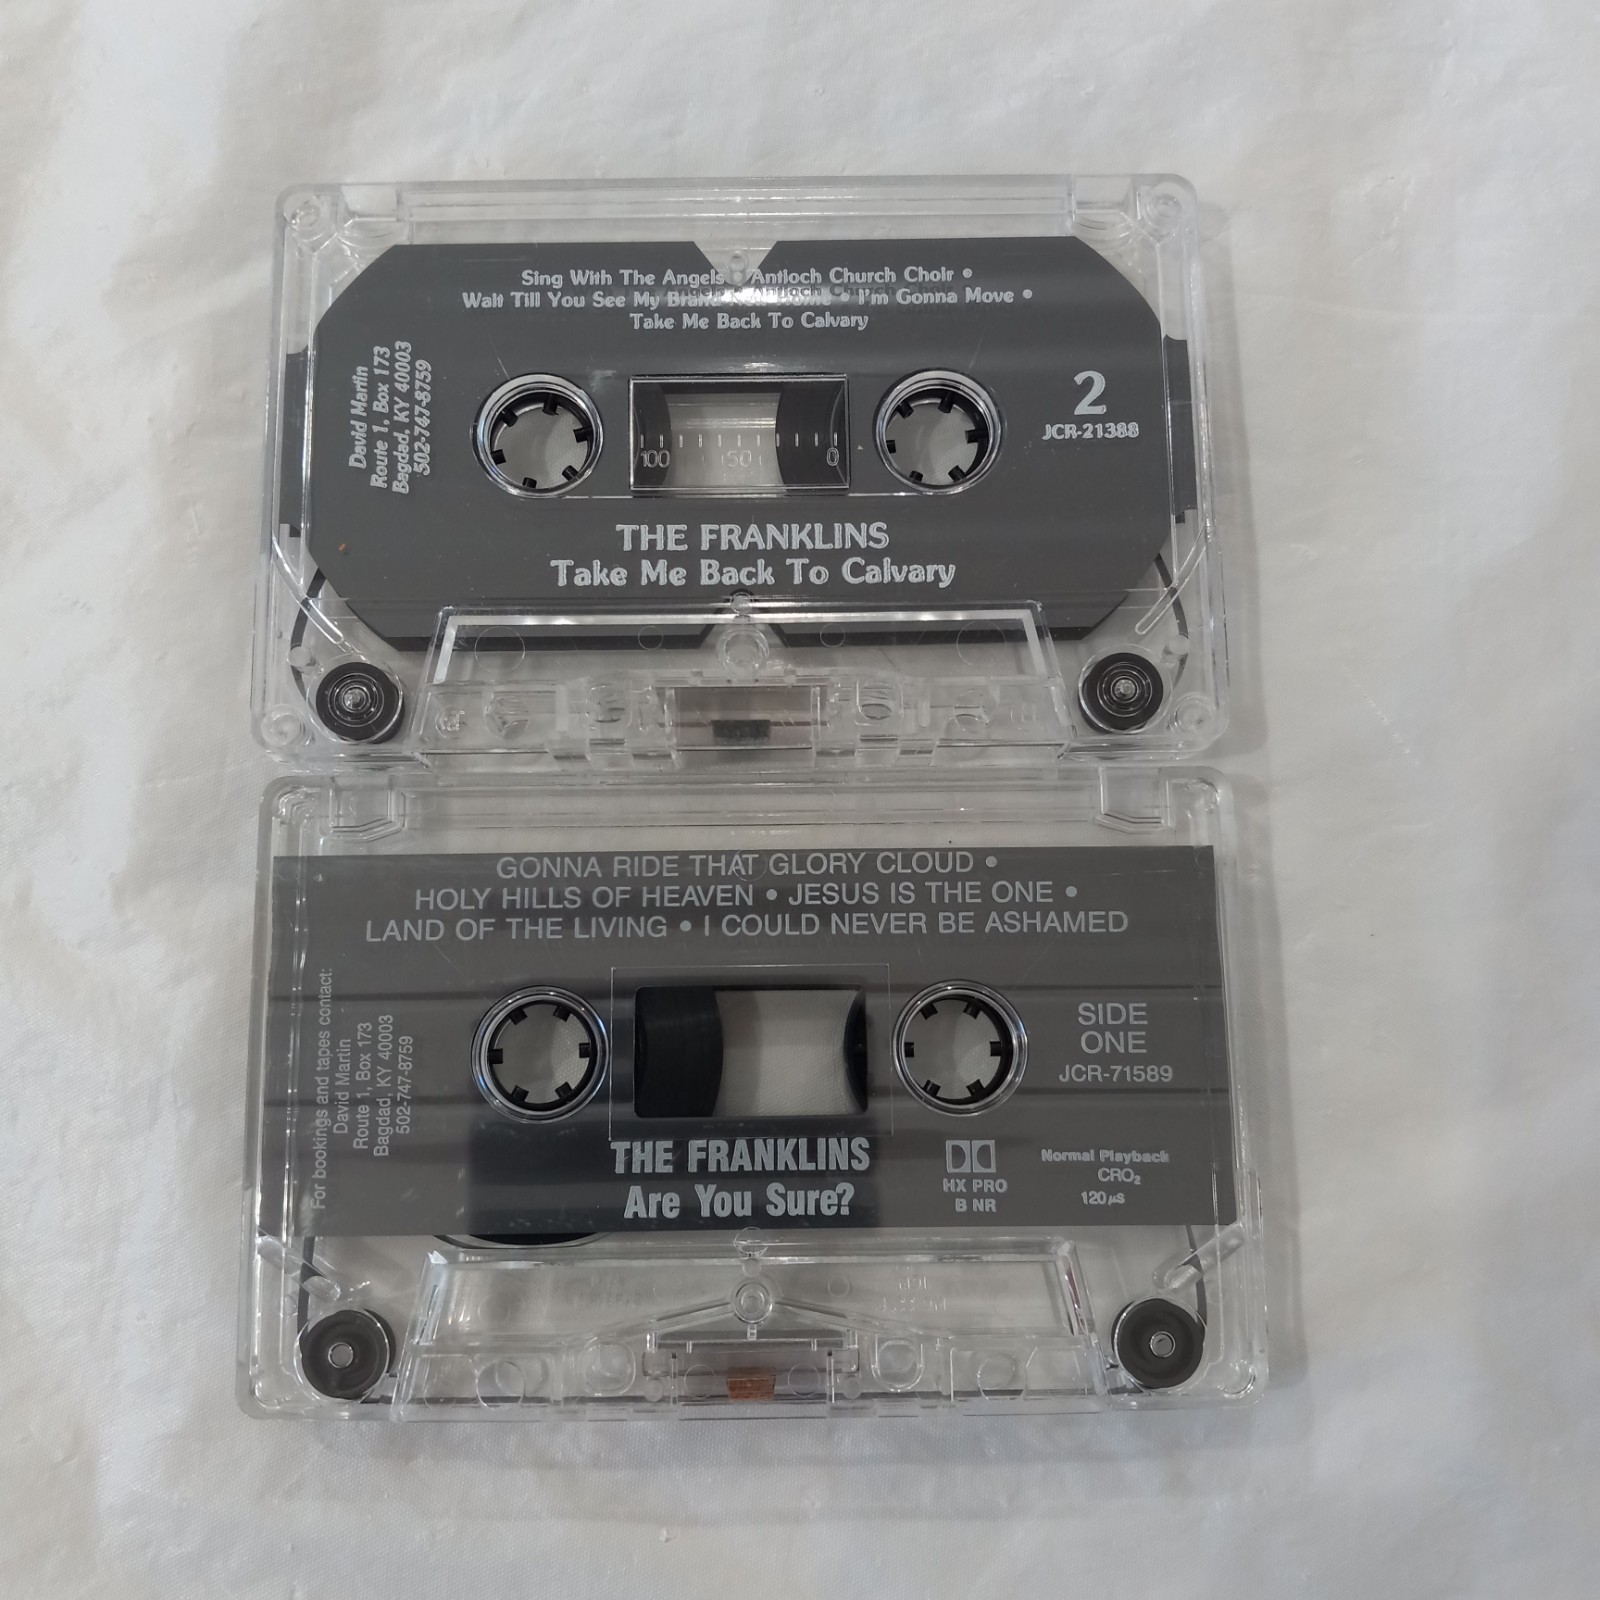 Sing With The Angels • Antioch Church Choir •
Wait Till You See My Brand New Home • I'm Gonna Move •
Take Me Back To Calvary
David Martin
Route 1, Box 173
Bagdad, KY 40003
502-747-8759
100 50 0
2
JCR-21388
THE FRANKLINS
Take Me Back To Calvary
GONNA RIDE THAT GLORY CLOUD •
HOLY HILLS OF HEAVEN • JESUS IS THE ONE •
LAND OF THE LIVING • I COULD NEVER BE ASHAMED
For bookings and tapes contact:
David Martin
Route 1, Box 173
Bagdad, KY 40003
502-747-8759
SIDE
ONE
JCR-71589
THE FRANKLINS
Are You Sure?
HX PRO
B NR
Normal Playback
CRO₂
120 µs